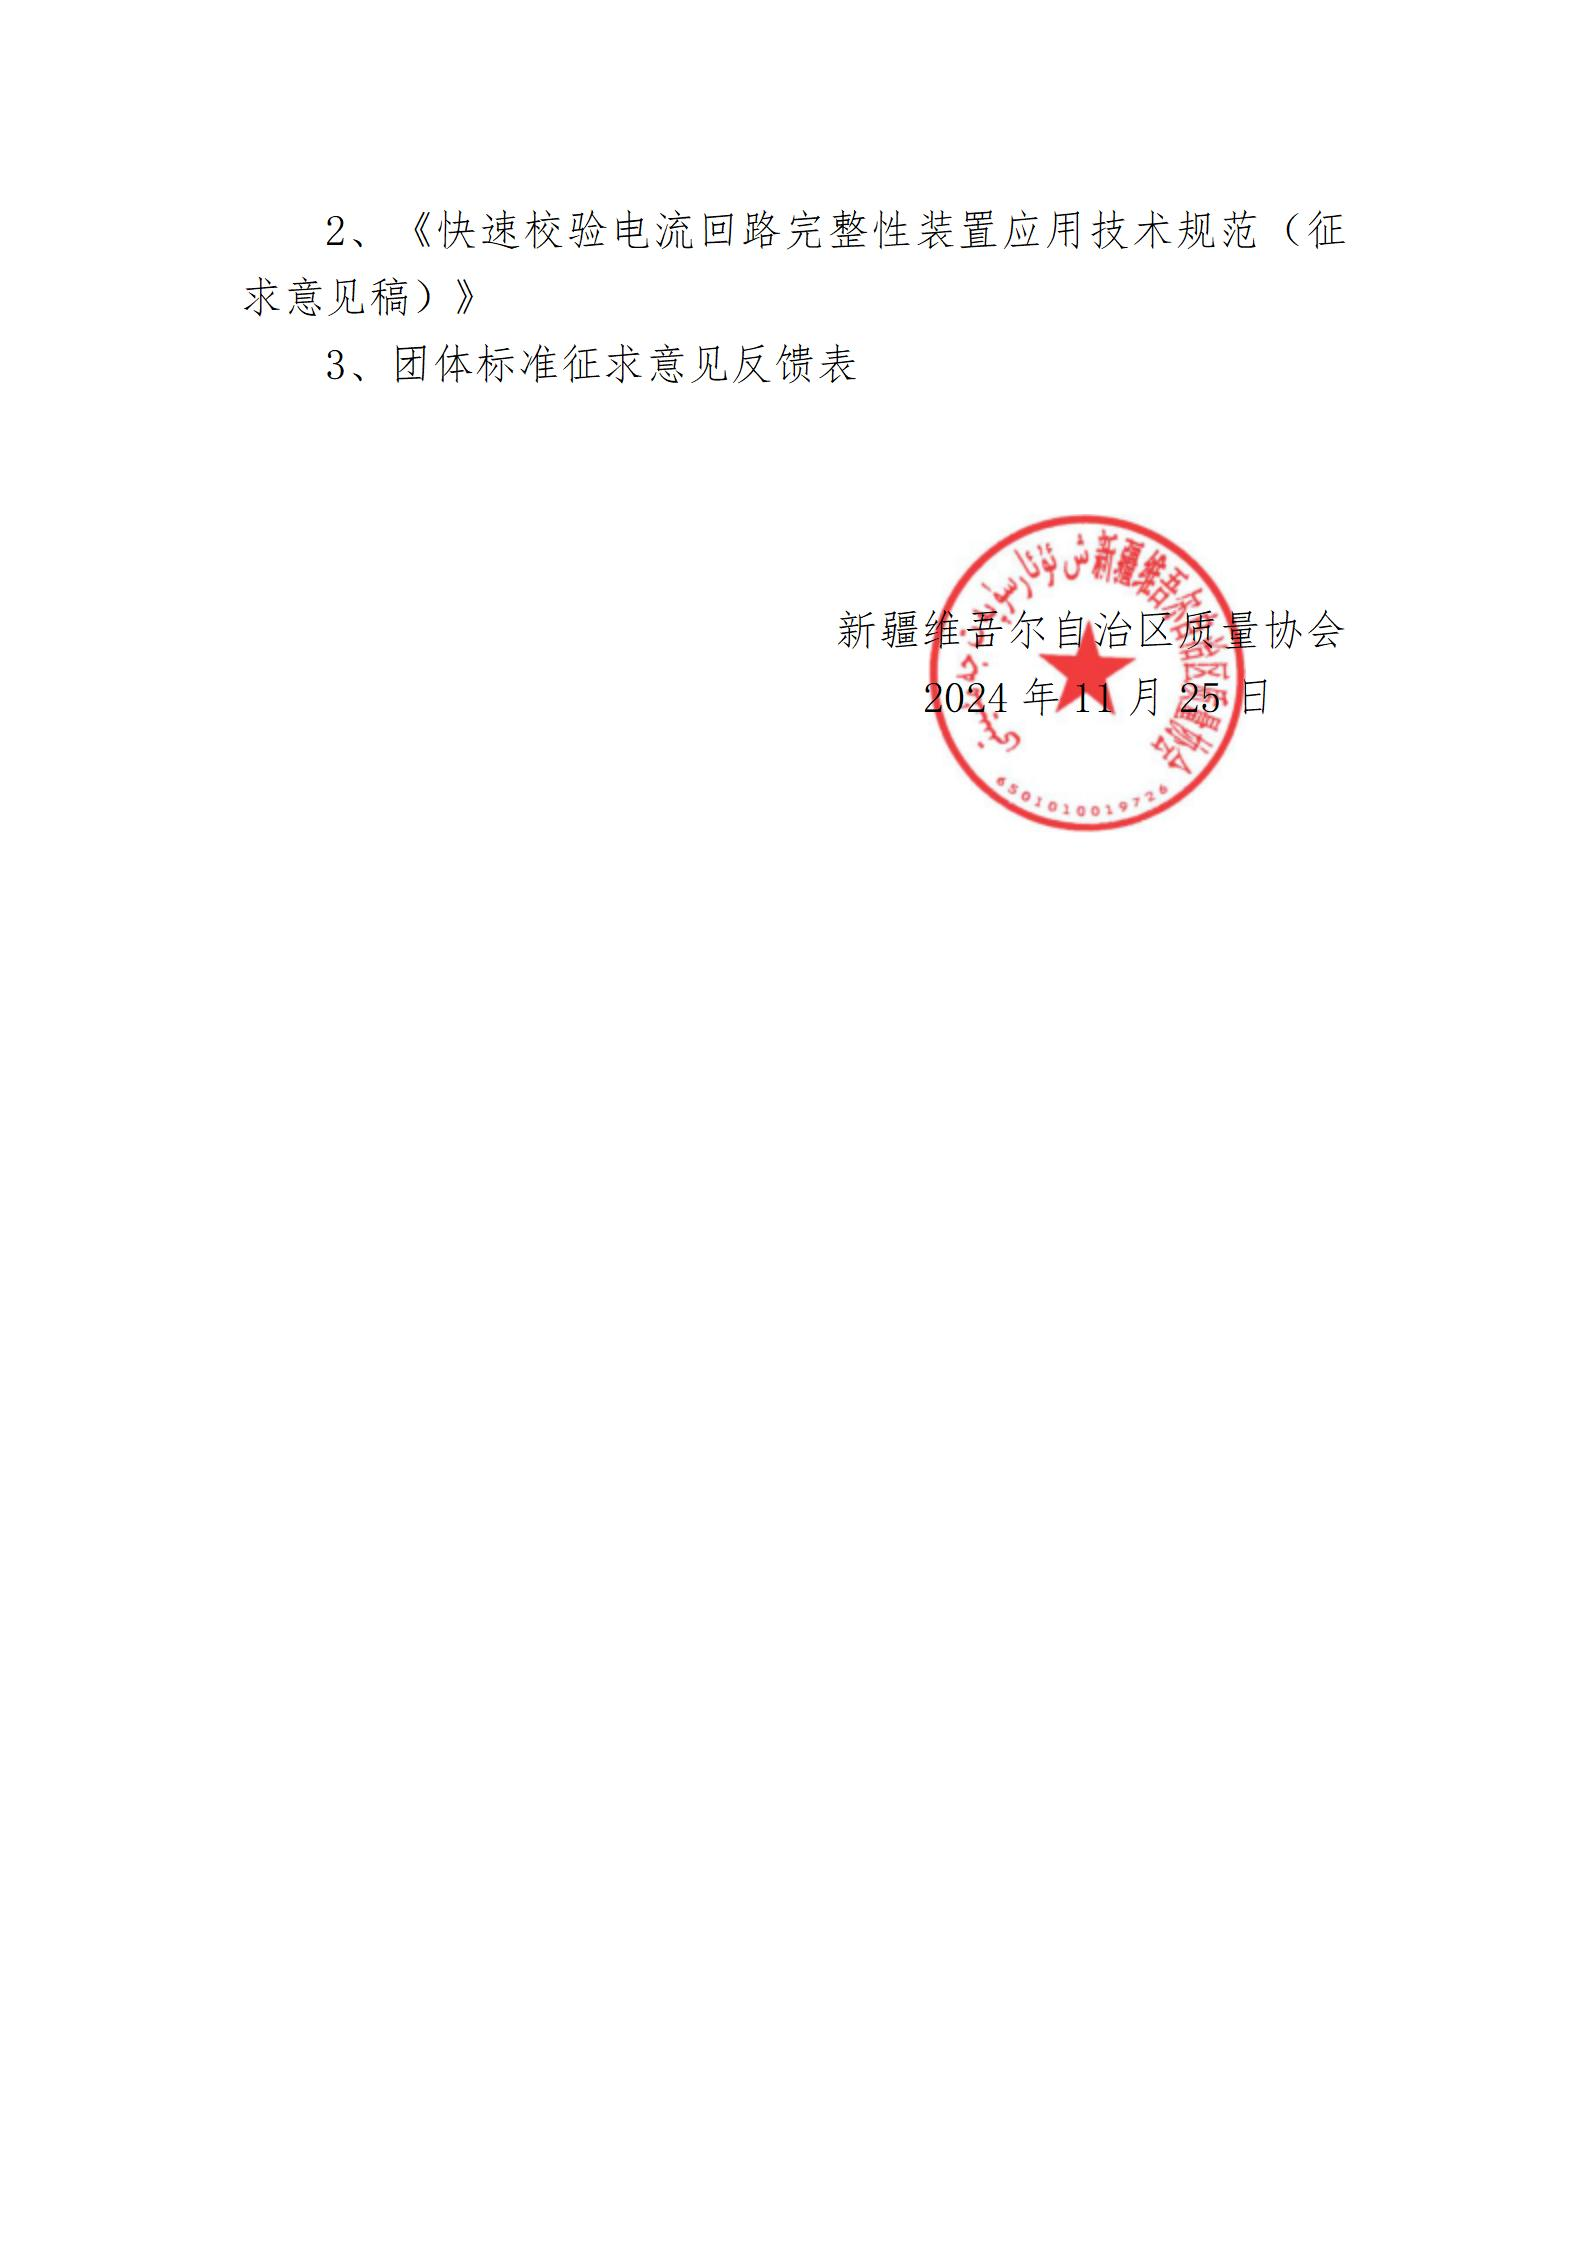 2、《快速校验电流回路完整性装置应用技术规范（征
求意见稿）》
3、团体标准征求意见反馈表
新疆维吾尔自治区质量协会
2024 年 11 月 25 日
新疆维吾尔自治区质量协会
6501010019726